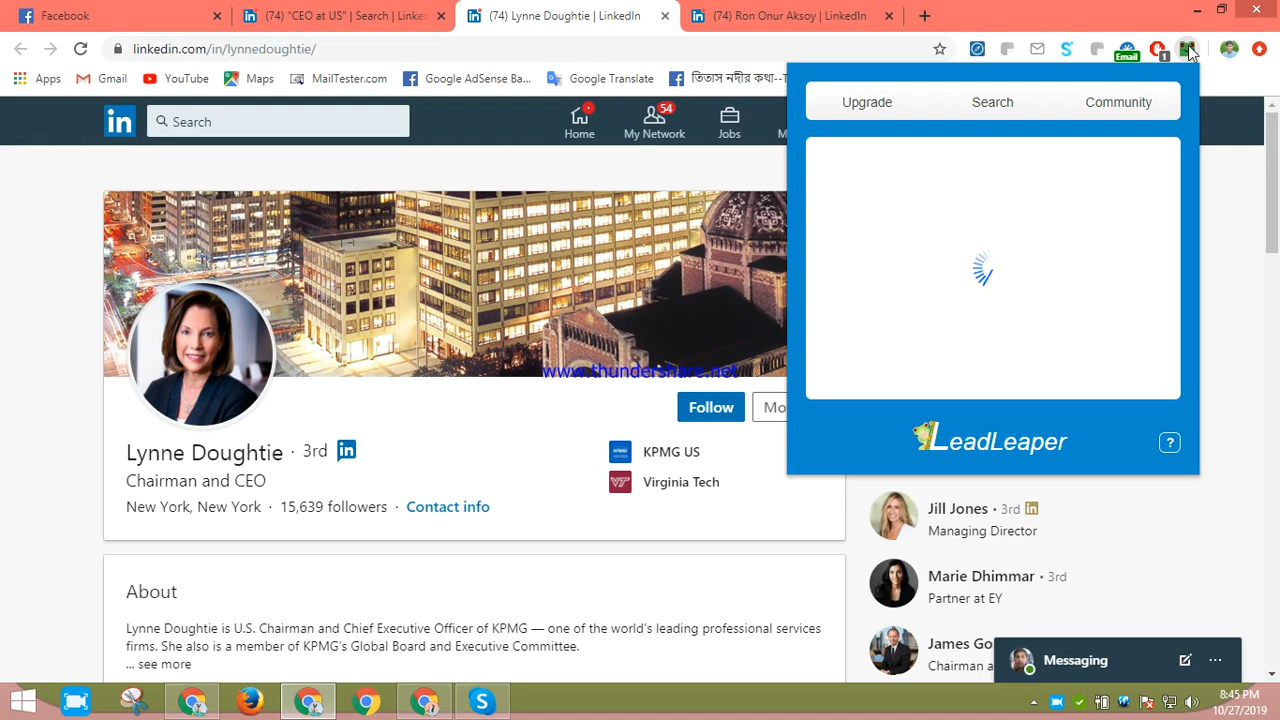 Facebook
(74) "CEO at US" | Search | Linked
(74) Lynne Doughtie | LinkedIn
(74) Ron Onur Aksoy | LinkedIn
linkedin.com/in/lynnedoughtie/
Email
1
Apps
Gmail
YouTube
Maps
MailTester.com
Google AdSense Ba...
Google Translate
তিতাস নদীর কথা--T
Search
Home
54
My Network
Jobs
M
Upgrade
Search
Community
LeadLeaper
?
www.thundershare.net
Follow
Mo
Lynne Doughtie · 3rd
Chairman and CEO
New York, New York · 15,639 followers · Contact info
KPMG US
Virginia Tech
About
Lynne Doughtie is U.S. Chairman and Chief Executive Officer of KPMG — one of the world's leading professional services
firms. She also is a member of KPMG's Global Board and Executive Committee.
... see more
Jill Jones • 3rd
Managing Director
Marie Dhimmar • 3rd
Partner at EY
James Go
Chairman a
Messaging
8:45 PM
10/27/2019